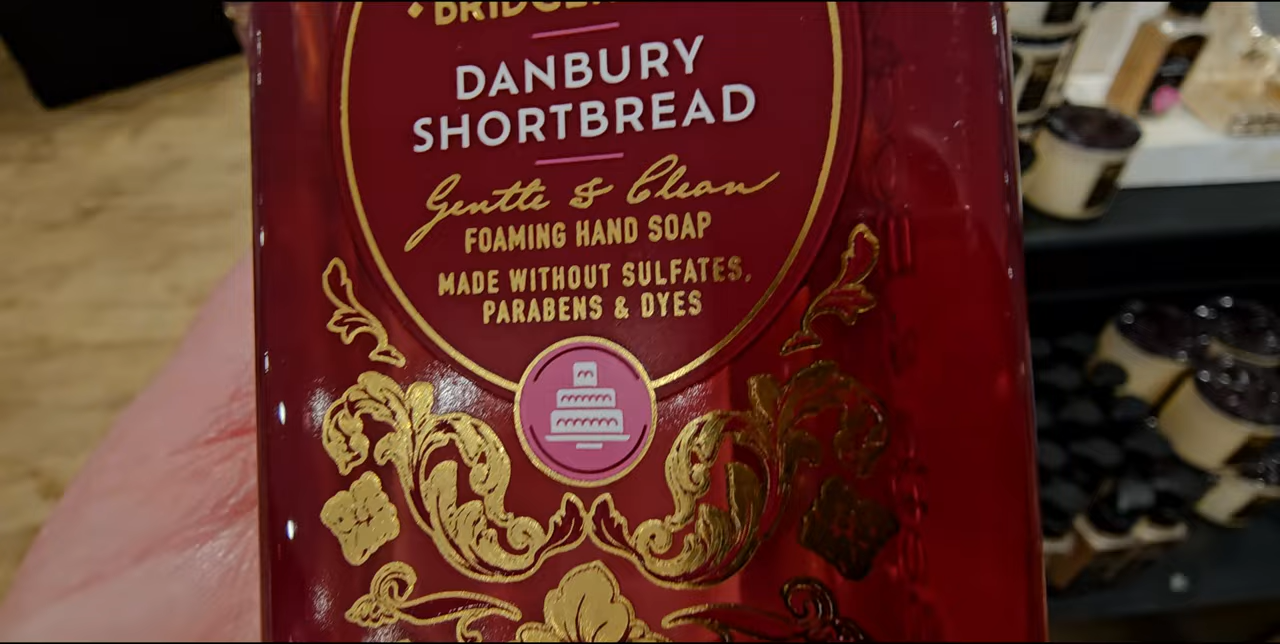 DANBURY
SHORTBREAD
Gentle & Clean
FOAMING HAND SOAP
MADE WITHOUT SULFATES,
PARABENS & DYES